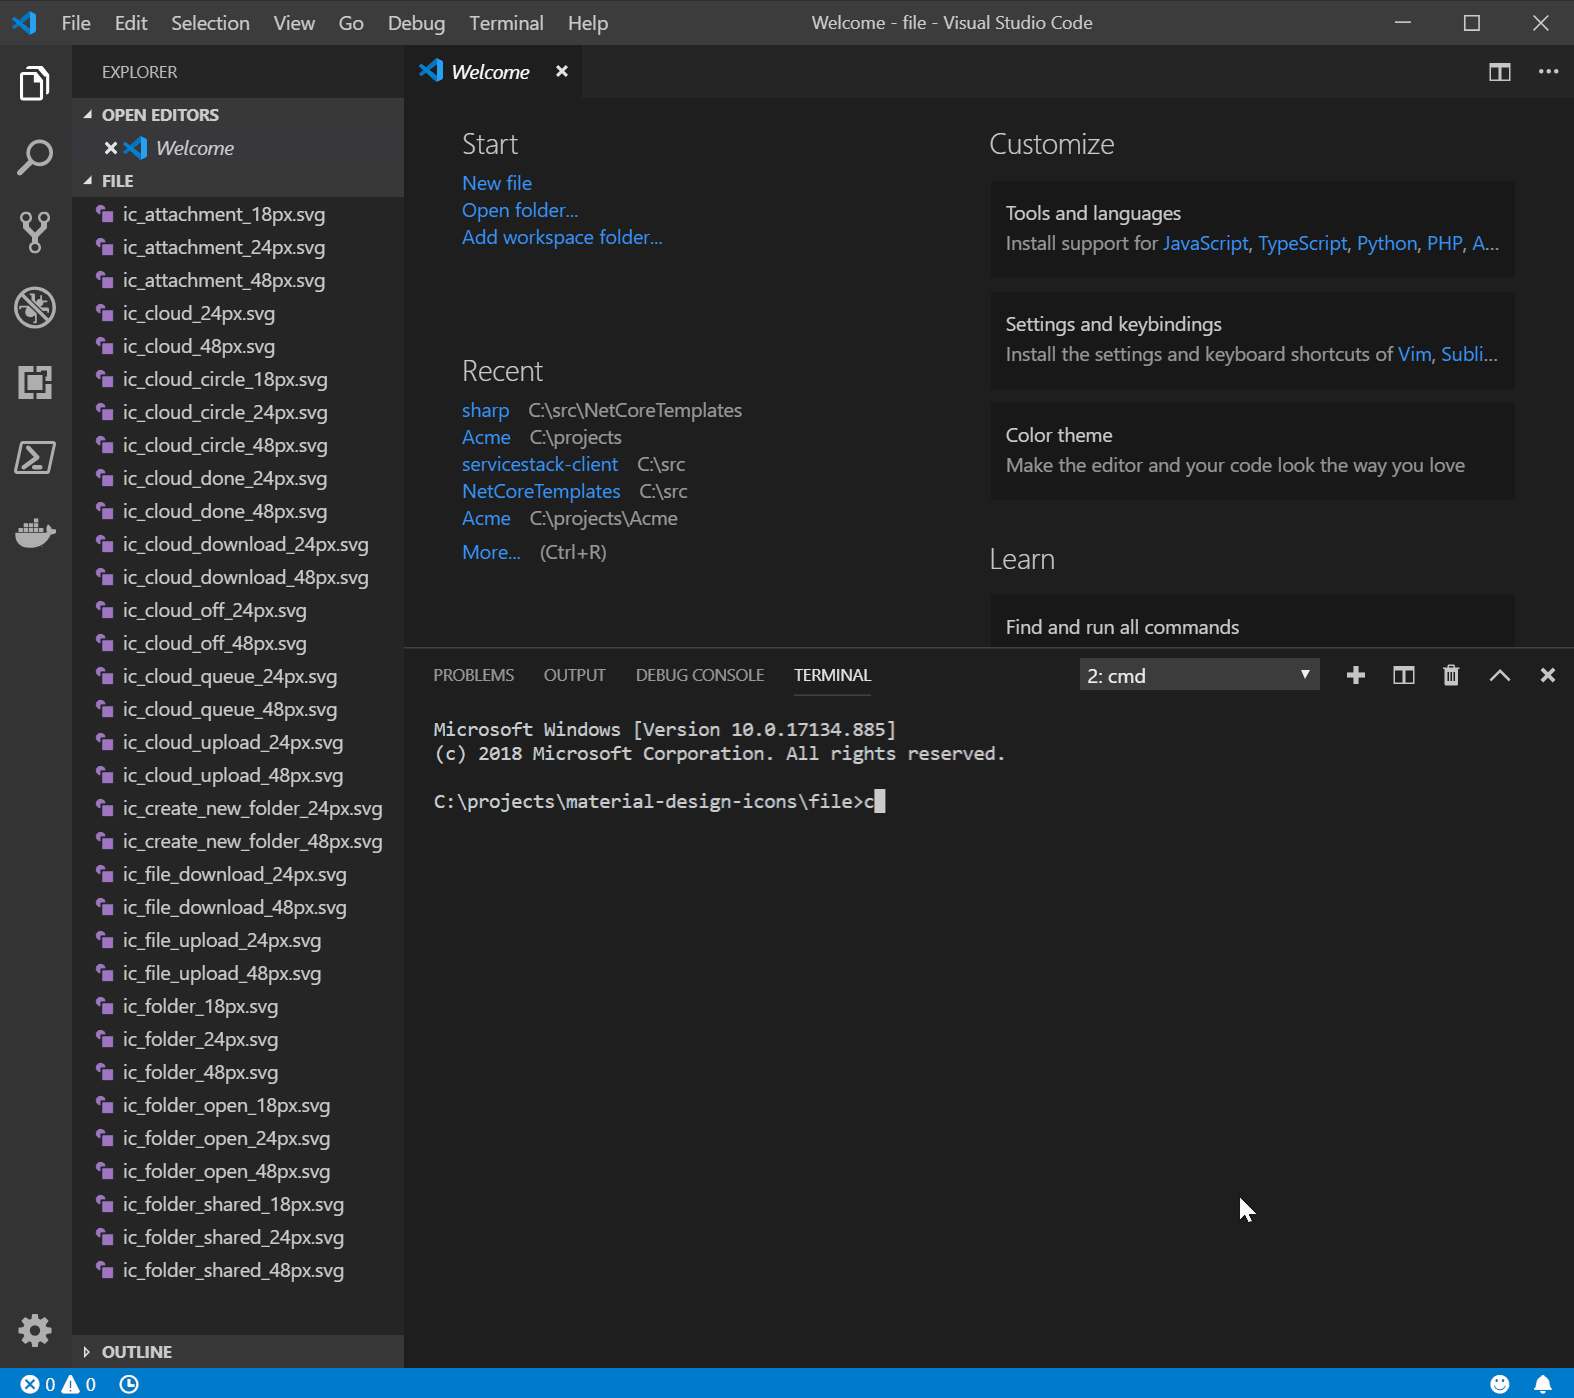 File Edit Selection View Go Debug Terminal Help
Welcome - file - Visual Studio Code
EXPLORER
OPEN EDITORS
Welcome
FILE
ic_attachment_18px.svg
ic_attachment_24px.svg
ic_attachment_48px.svg
ic_cloud_24px.svg
ic_cloud_48px.svg
ic_cloud_circle_18px.svg
ic_cloud_circle_24px.svg
ic_cloud_circle_48px.svg
ic_cloud_done_24px.svg
ic_cloud_done_48px.svg
ic_cloud_download_24px.svg
ic_cloud_download_48px.svg
ic_cloud_off_24px.svg
ic_cloud_off_48px.svg
ic_cloud_queue_24px.svg
ic_cloud_queue_48px.svg
ic_cloud_upload_24px.svg
ic_cloud_upload_48px.svg
ic_create_new_folder_24px.svg
ic_create_new_folder_48px.svg
ic_file_download_24px.svg
ic_file_download_48px.svg
ic_file_upload_24px.svg
ic_file_upload_48px.svg
ic_folder_18px.svg
ic_folder_24px.svg
ic_folder_48px.svg
ic_folder_open_18px.svg
ic_folder_open_24px.svg
ic_folder_open_48px.svg
ic_folder_shared_18px.svg
ic_folder_shared_24px.svg
ic_folder_shared_48px.svg
OUTLINE
Welcome
Start
New file
Open folder...
Add workspace folder...
Recent
sharp C:\src\NetCoreTemplates
Acme C:\projects
servicestack-client C:\src
NetCoreTemplates C:\src
Acme C:\projects\Acme
More... (Ctrl+R)
Customize
Tools and languages
Install support for JavaScript, TypeScript, Python, PHP, A...
Settings and keybindings
Install the settings and keyboard shortcuts of Vim, Subli...
Color theme
Make the editor and your code look the way you love
Learn
Find and run all commands
PROBLEMS OUTPUT DEBUG CONSOLE TERMINAL
2: cmd
Microsoft Windows [Version 10.0.17134.885]
(c) 2018 Microsoft Corporation. All rights reserved.
C:\projects\material-design-icons\file>c
0 0